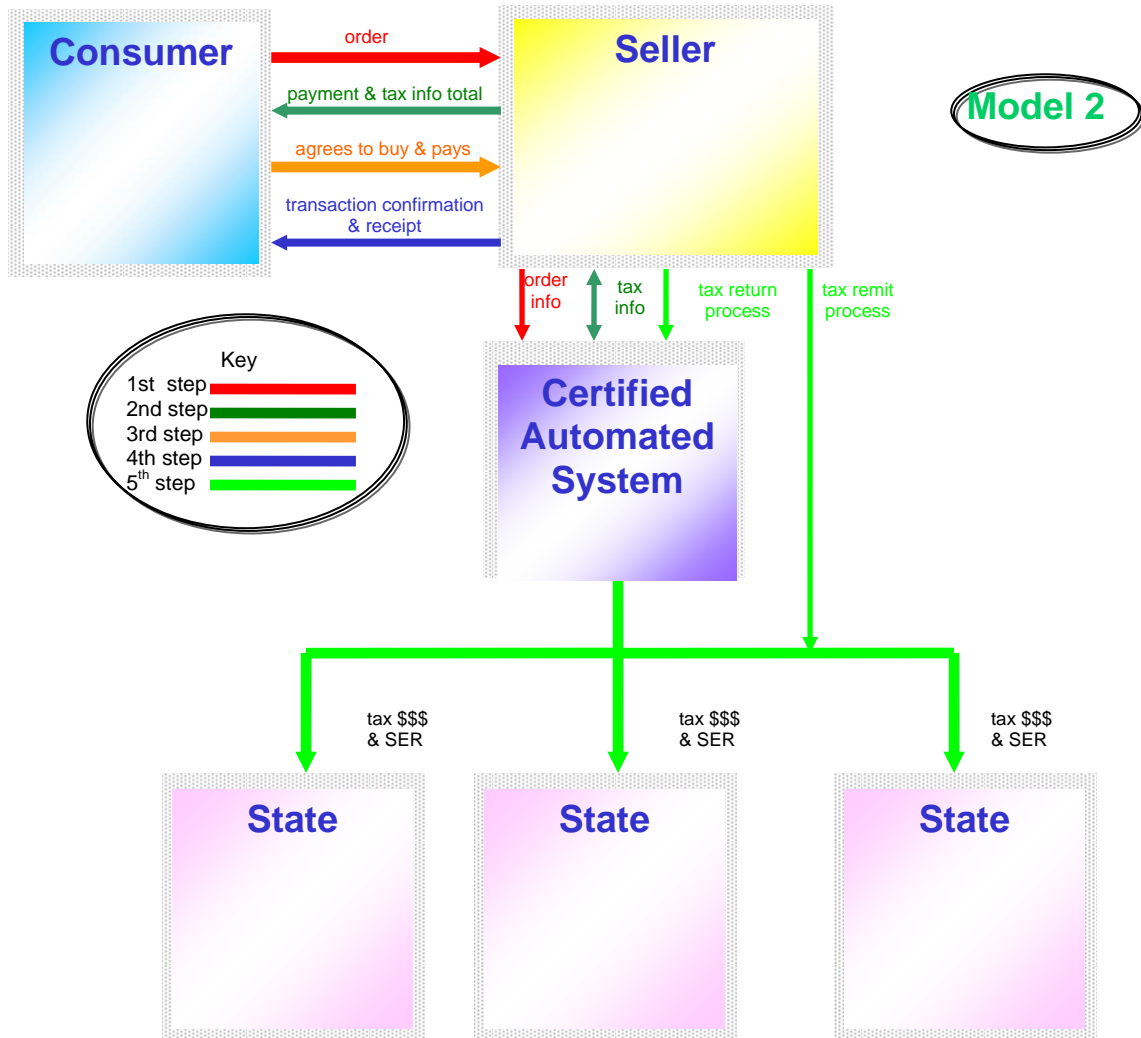 Consumer
order
payment & tax info total
agrees to buy & pays
transaction confirmation
& receipt
Seller
Model 2
order
info
tax
info
tax return
process
tax remit
process
Key
1st step
2nd step
3rd step
4th step
5th step
Certified
Automated
System
tax $$$
& SER
tax $$$
& SER
tax $$$
& SER
State
State
State